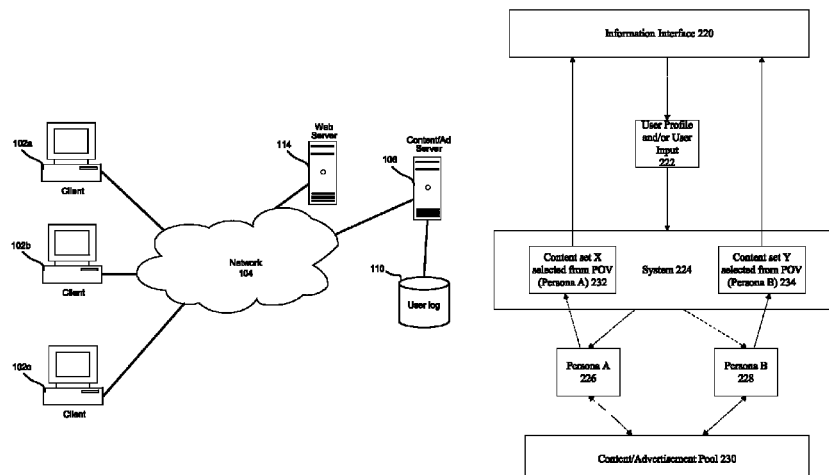 102a
Client
102b
Client
102c
Client
Web
Server
114
Content/Ad
Server
106
Network
104
110
User log
Information Interface 220
User Profile
and/or User
Input
222
Content set X
selected from POV
(Persona A) 232
System 224
Content set Y
selected from POV
(Persona B) 234
Persona A
226
Persona B
228
Content/Advertisement Pool 230